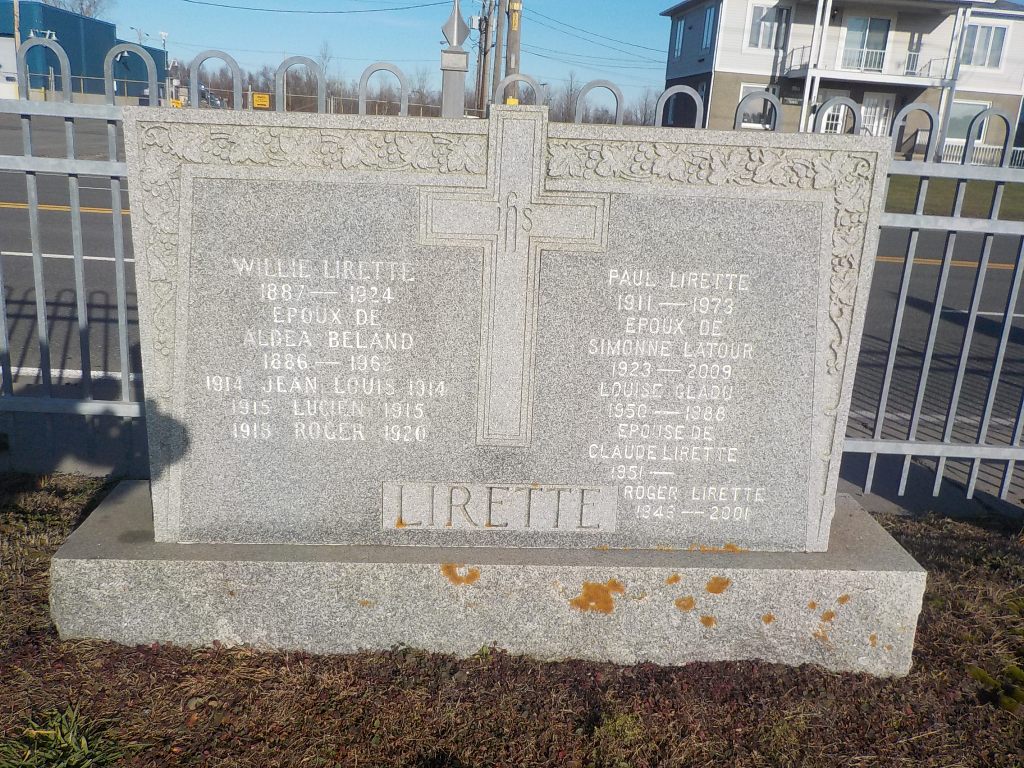 IHS
WILLIE LIRETTE
1887 — 1924
EPOUX DE
ALDEA BELAND
1886 — 1962
1914 JEAN LOUIS 1914
1915 LUCIEN 1915
1918 ROGER 1920
PAUL LIRETTE
1911 — 1973
EPOUX DE
SIMONNE LATOUR
1923 — 2009
LOUISE GLADU
1950 — 1988
EPOUSE DE
CLAUDE LIRETTE
1951 —
ROGER LIRETTE
1946 — 2001
LIRETTE